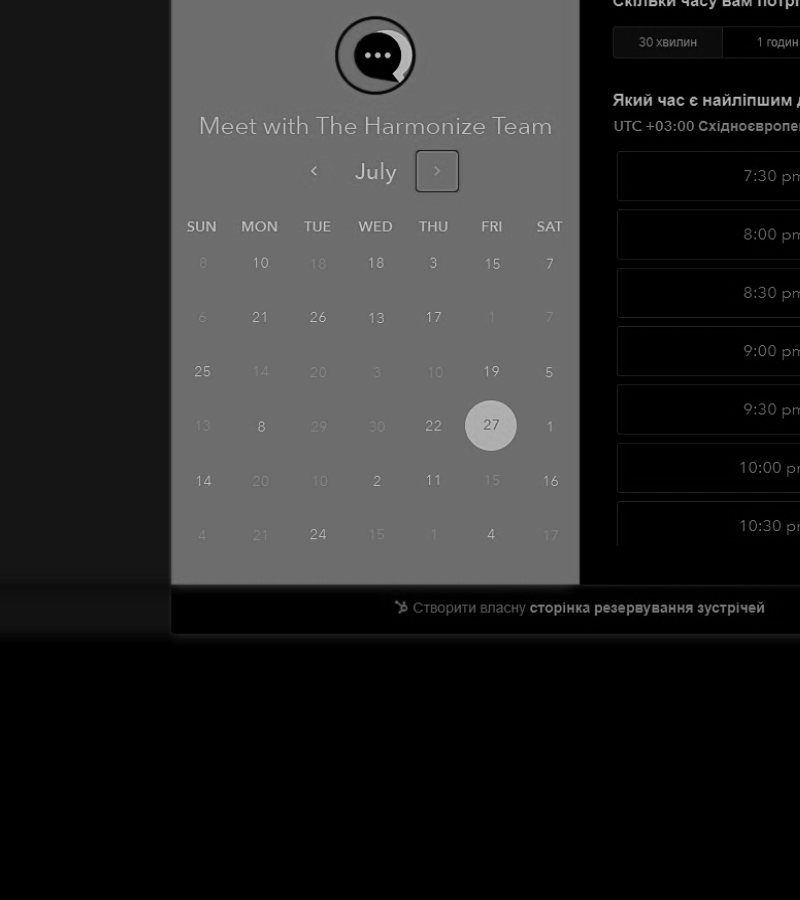 Meet with The Harmonize Team
July
SUN MON TUE WED THU FRI SAT
8 10 18 18 3 15 7
6 21 26 13 17 1 7
25 14 20 3 10 19 5
13 8 29 30 22 27 1
14 20 10 2 11 15 16
4 21 24 15 1 4 17
Скільки часу вам
30 хвилин 1 годин
Який час є найліпшим
UTC +03:00
7:30 pm
8:00 pm
8:30 pm
9:00 pm
9:30 pm
10:00 pm
10:30 pm
Створити власну сторінка резервування зустрічей